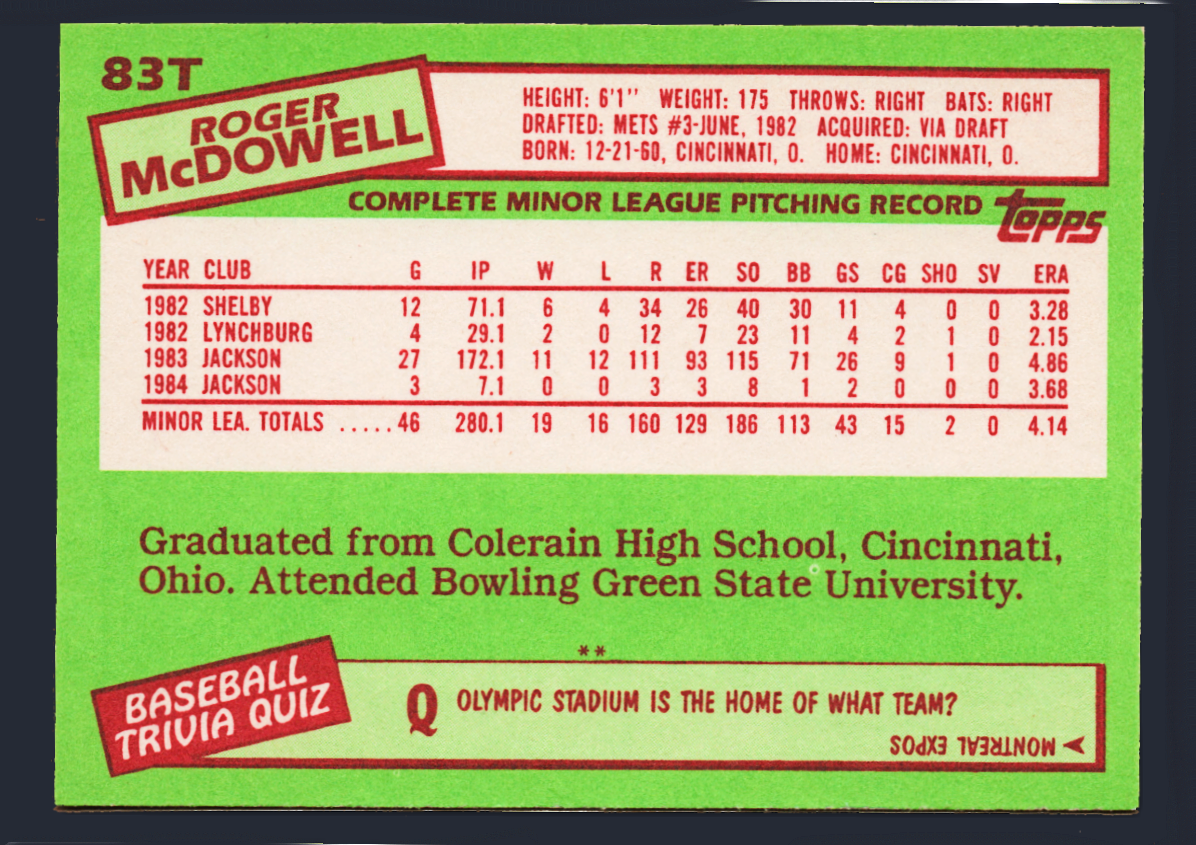 83T
ROGER
McDOWELL
HEIGHT: 6'1" WEIGHT: 175 THROWS: RIGHT BATS: RIGHT
DRAFTED: METS #3-JUNE, 1982 ACQUIRED: VIA DRAFT
BORN: 12-21-60, CINCINNATI, O. HOME: CINCINNATI, O.
COMPLETE MINOR LEAGUE PITCHING RECORD
topps
YEAR CLUB G IP W L R ER SO BB GS CG SHO SV ERA
1982 SHELBY 12 71.1 6 4 34 26 40 30 11 4 0 0 3.28
1982 LYNCHBURG 4 29.1 2 0 12 7 23 11 4 2 1 0 2.15
1983 JACKSON 27 172.1 11 12 111 93 115 71 26 9 1 0 4.86
1984 JACKSON 3 7.1 0 0 3 3 8 1 2 0 0 0 3.68
MINOR LEA. TOTALS ..... 46 280.1 19 16 160 129 186 113 43 15 2 0 4.14
Graduated from Colerain High School, Cincinnati,
Ohio. Attended Bowling Green State University.
**
BASEBALL
TRIVIA QUIZ
Q OLYMPIC STADIUM IS THE HOME OF WHAT TEAM?
MONTREAL EXPOS